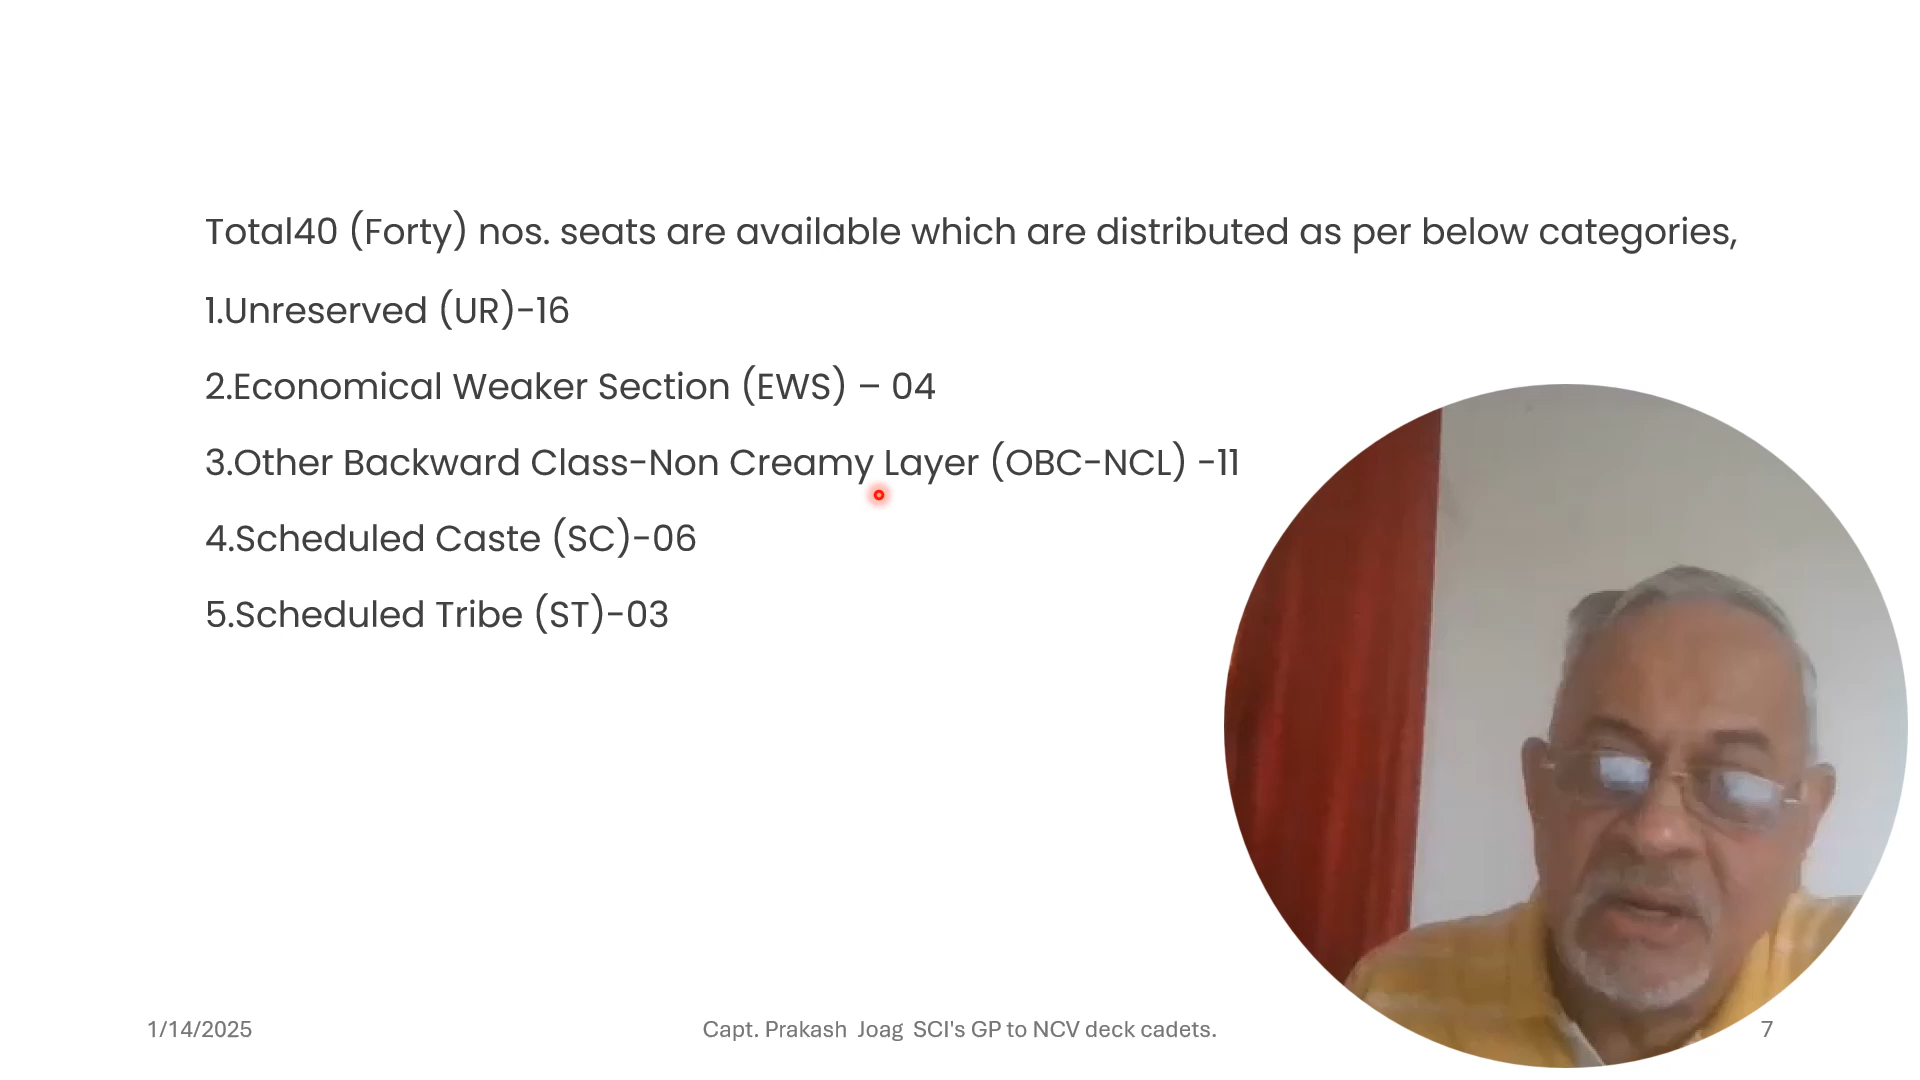 Total40 (Forty) nos. seats are available which are distributed as per below categories,
1.Unreserved (UR)-16
2.Economical Weaker Section (EWS) – 04
3.Other Backward Class-Non Creamy Layer (OBC-NCL) -11
4.Scheduled Caste (SC)-06
5.Scheduled Tribe (ST)-03
1/14/2025
Capt. Prakash Joag SCI's GP to NCV deck cadets.
7